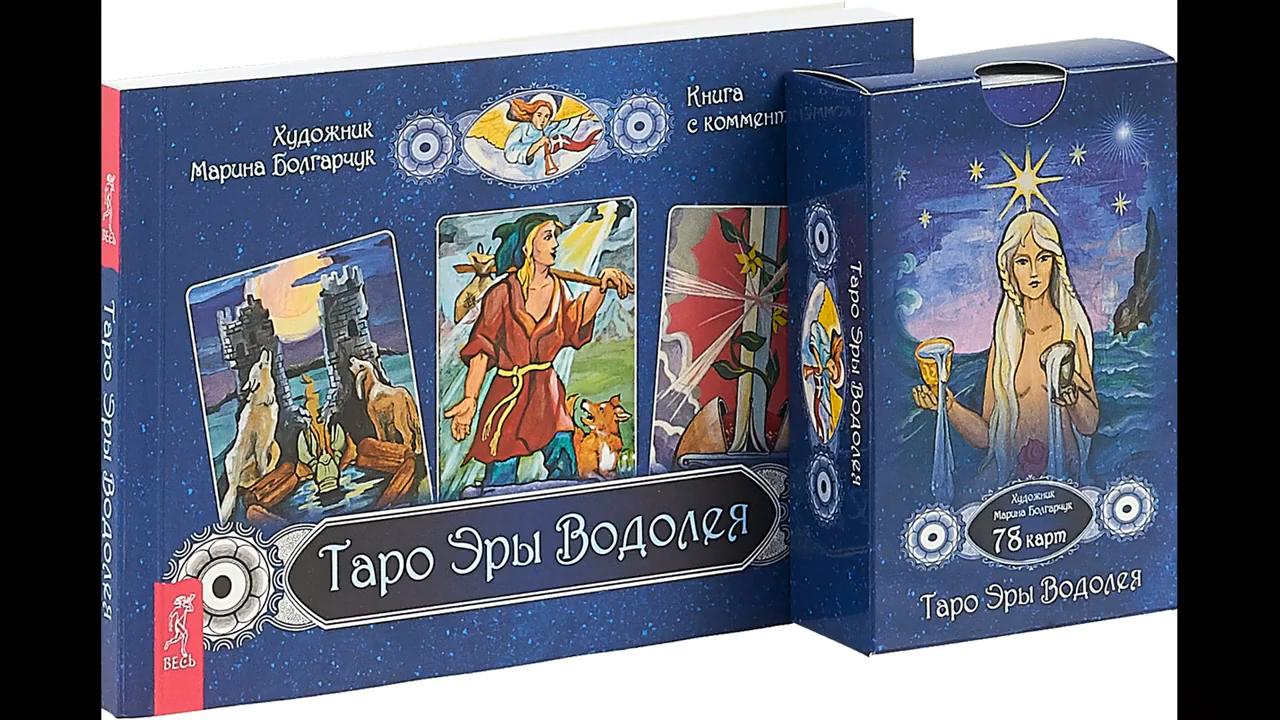 Художник
Марина Болгарчук
Книга
с коммент
Таро Эры Водолея
ВЕСЬ
Таро Эры Водолея
ВЕСЬ
Таро Эры Водолея
Художник
Марина Болгарчук
78 карт
Таро Эры Водолея